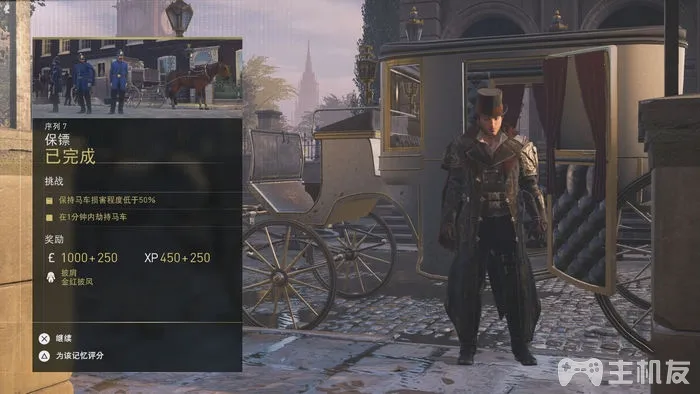 序列 7
保镖
已完成
挑战
保持马车损害程度低于50%
在1分钟内劫持马车
奖励
£ 1000+250 XP 450+250
披肩
金红披风
继续
为该记忆评分
主机友